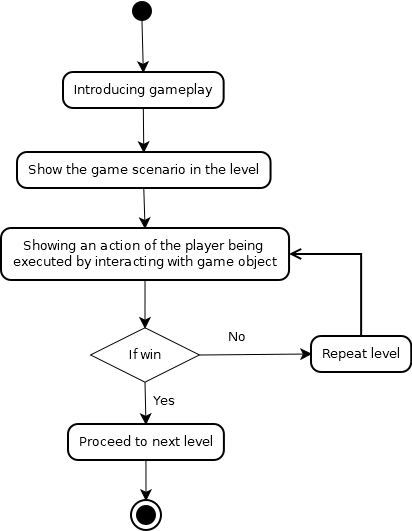 Introducing gameplay
Show the game scenario in the level
Showing an action of the player being
executed by interacting with game object
If win
No
Repeat level
Yes
Proceed to next level